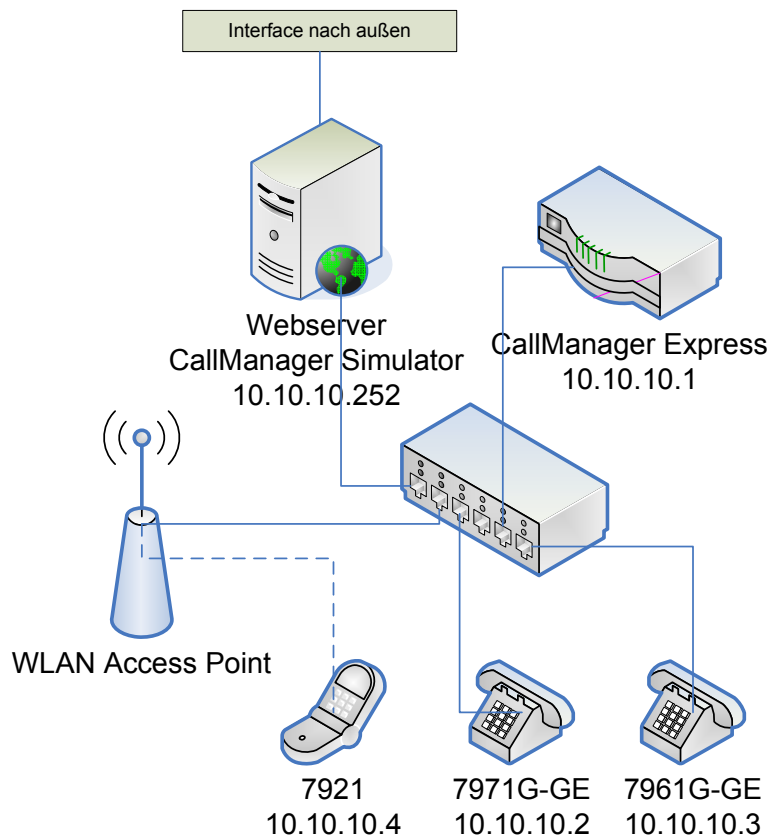 Interface nach außen
Webserver
CallManager Simulator
10.10.10.252
CallManager Express
10.10.10.1
WLAN Access Point
7921
10.10.10.4
7971G-GE
10.10.10.2
7961G-GE
10.10.10.3